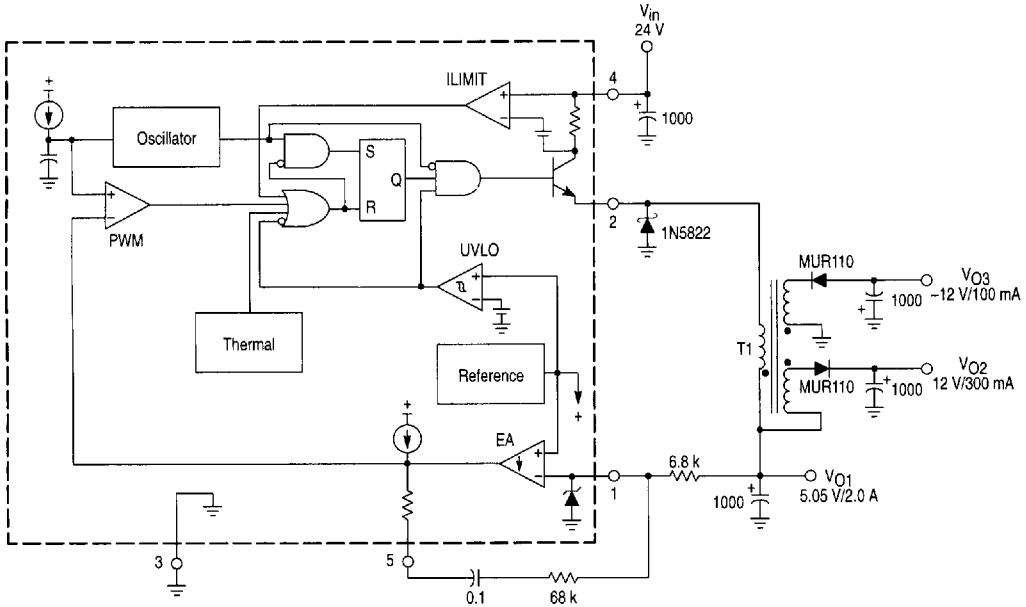 Vin
24 V
+
ILIMIT
4
+
−
+
1000
Oscillator
S
Q
R
+
−
PWM
2
1N5822
UVLO
+
−
MUR110
VO3
−12 V/100 mA
1000
+
Thermal
T1
Reference
+
VO2
12 V/300 mA
MUR110
+
1000
+
EA
+
−
1
6.8 k
VO1
5.05 V/2.0 A
+
1000
3
5
0.1
68 k